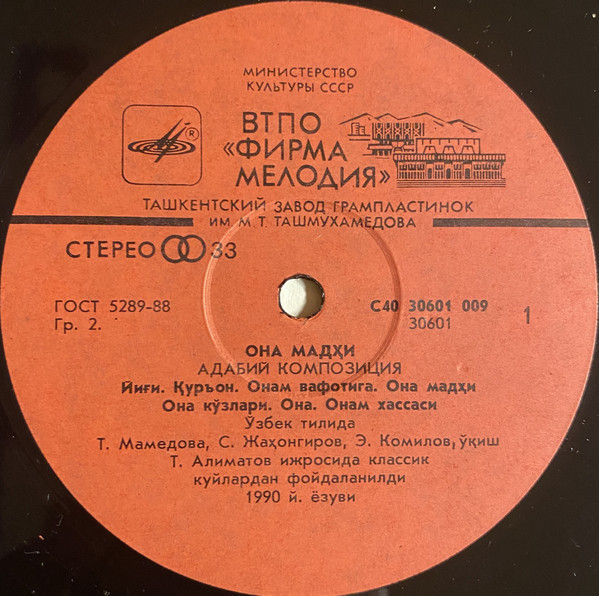 МИНИСТЕРСТВО
КУЛЬТУРЫ СССР
®
ВТПО
«ФИРМА
МЕЛОДИЯ»
ТАШКЕНТСКИЙ ЗАВОД ГРАМПЛАСТИНОК
ИМ. М. Т. ТАШМУХАМЕДОВА
СТЕРЕО 33
ГОСТ 5289-88
Гр. 2.
С40 30601 009
30601
1
ОНА МАДҲИ
АДАБИЙ КОМПОЗИЦИЯ
Йиғи. Қуръон. Онам вафотига. Она мадҳи
Она кўзлари. Она. Онам хассаси
Ўзбек тилида
Т. Мамедова, С. Жаҳонгиров, Э. Комилов, ўқиш
Т. Алиматов ижросида классик
куйлардан фойдаланилди
1990 й. ёзуви